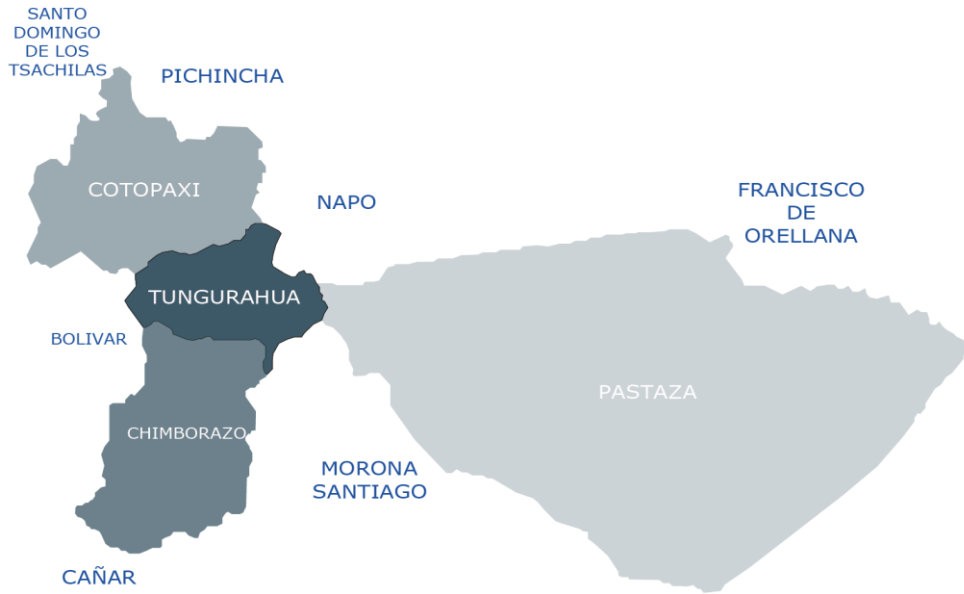 SANTO
DOMINGO
DE LOS
TSACHILAS
PICHINCHA
COTOPAXI
NAPO
FRANCISCO
DE
ORELLANA
TUNGURAHUA
BOLIVAR
PASTAZA
CHIMBORAZO
MORONA
SANTIAGO
CAÑAR